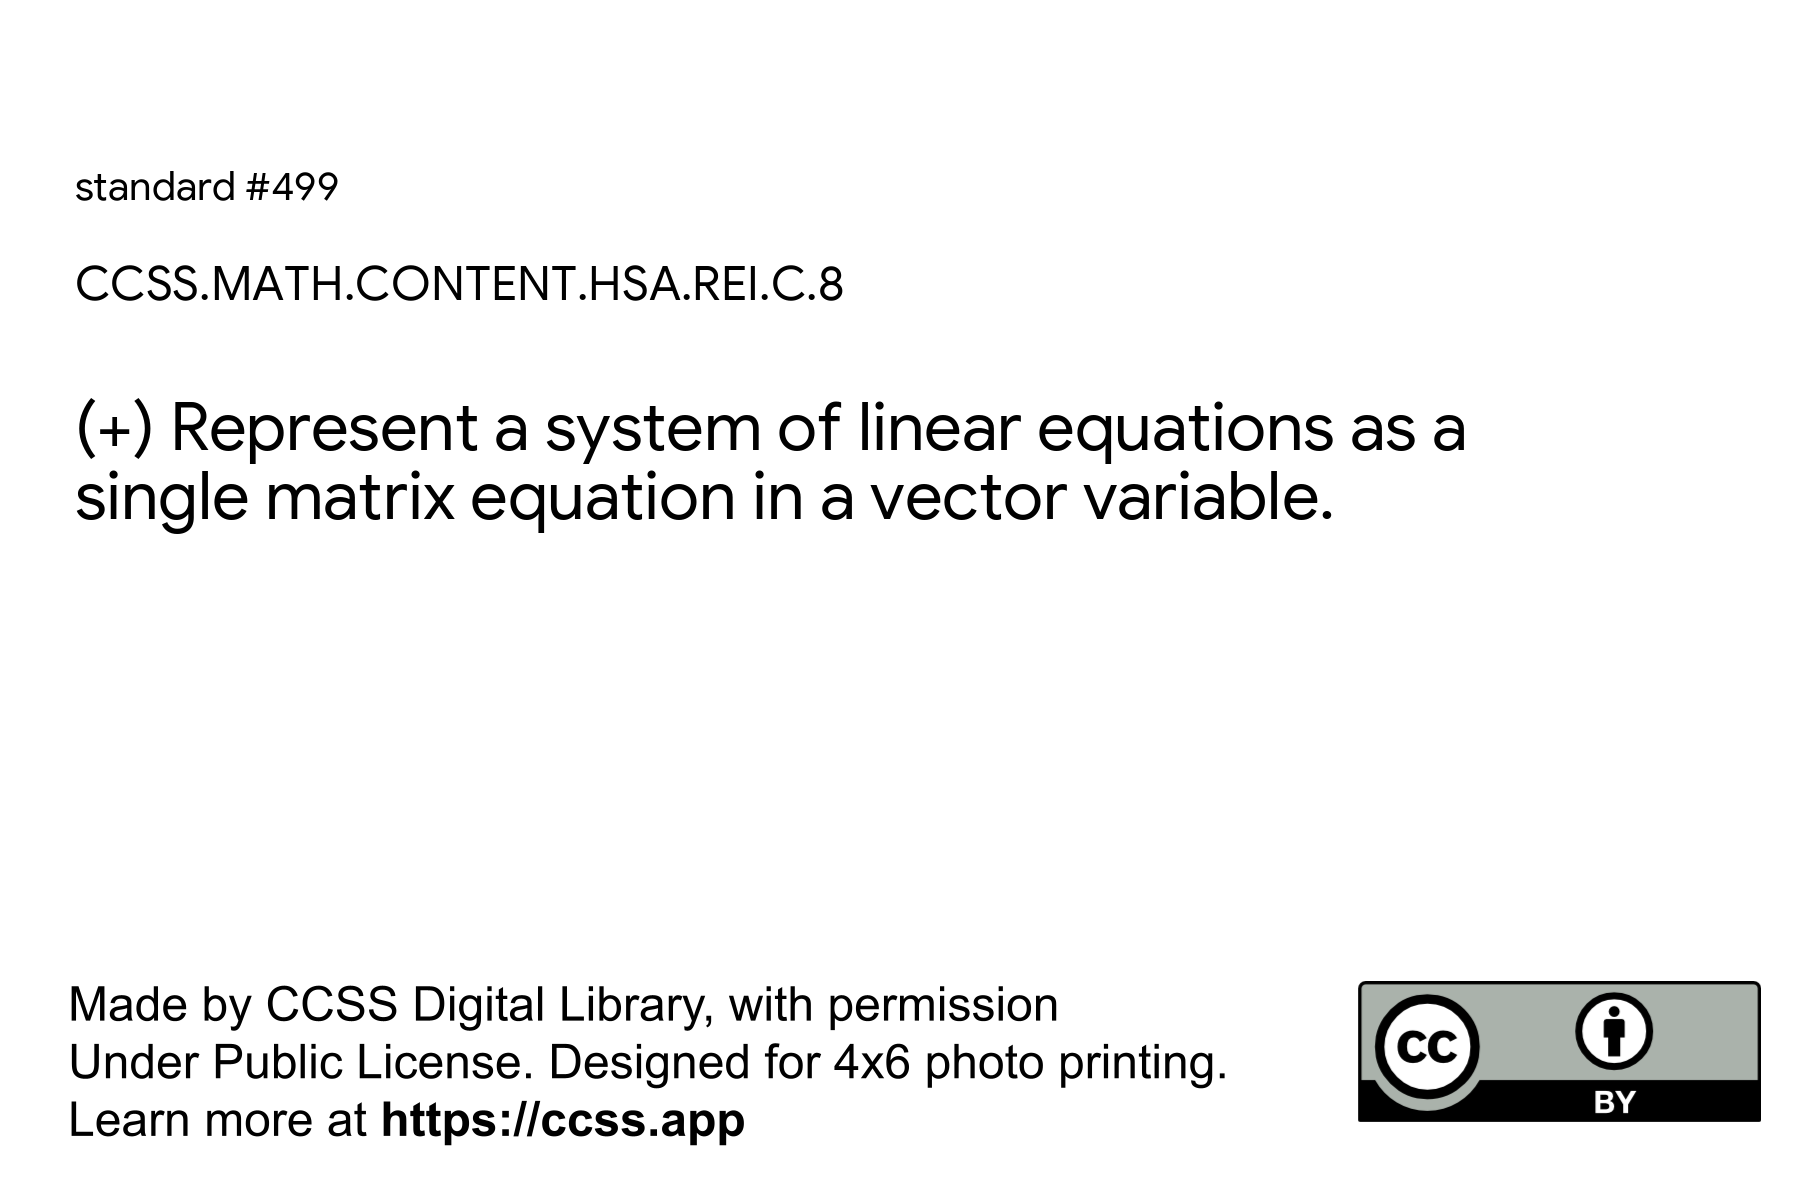 standard #499
CCSS.MATH.CONTENT.HSA.REI.C.8
(+) Represent a system of linear equations as a
single matrix equation in a vector variable.
Made by CCSS Digital Library, with permission
Under Public License. Designed for 4x6 photo printing.
Learn more at https://ccss.app
cc
BY